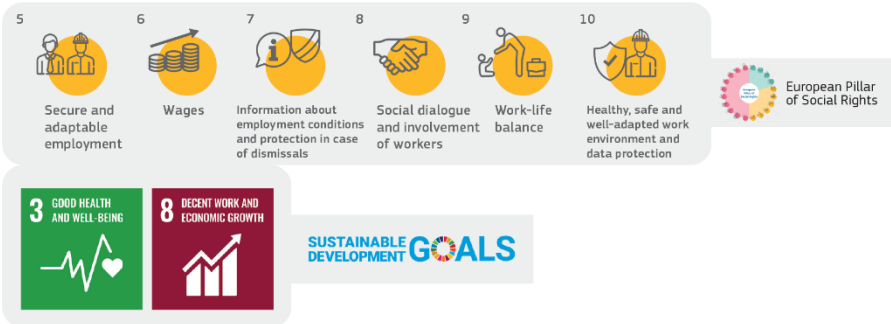 5
6
7
8
9
10
Secure and
adaptable
employment
Wages
Information about
employment conditions
and protection in case
of dismissals
Social dialogue
and involvement
of workers
Work-life
balance
Healthy, safe and
well-adapted work
environment and
data protection
European Pillar
of Social Rights
3 GOOD HEALTH
AND WELL-BEING
8 DECENT WORK AND
ECONOMIC GROWTH
SUSTAINABLE
DEVELOPMENT
GOALS